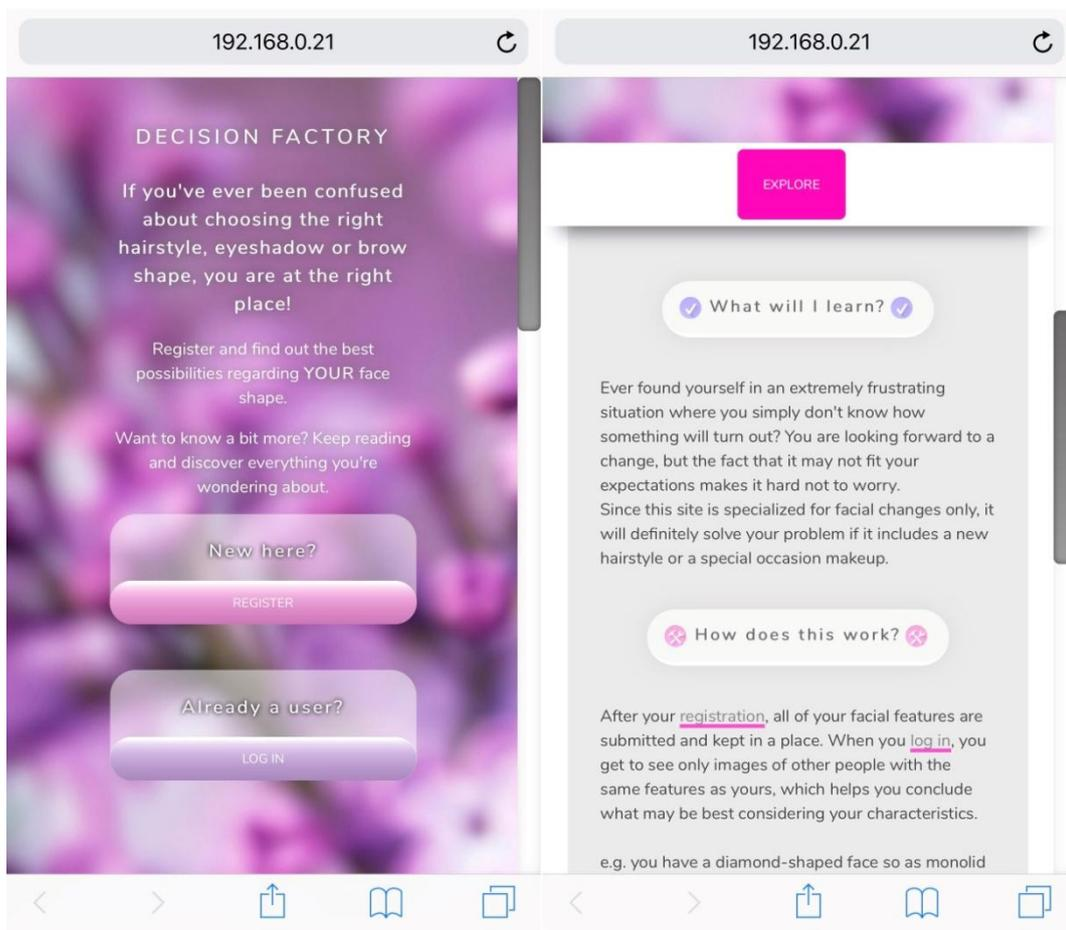 192.168.0.21
DECISION FACTORY
If you've ever been confused
about choosing the right
hairstyle, eyeshadow or brow
shape, you are at the right
place!
Register and find out the best
possibilities regarding YOUR face
shape.
Want to know a bit more? Keep reading
and discover everything you're
wondering about.
New here?
REGISTER
Already a user?
LOG IN
192.168.0.21
EXPLORE
What will I learn?
Ever found yourself in an extremely frustrating
situation where you simply don't know how
something will turn out? You are looking forward to a
change, but the fact that it may not fit your
expectations makes it hard not to worry.
Since this site is specialized for facial changes only, it
will definitely solve your problem if it includes a new
hairstyle or a special occasion makeup.
How does this work?
After your registration, all of your facial features are
submitted and kept in a place. When you log in, you
get to see only images of other people with the
same features as yours, which helps you conclude
what may be best considering your characteristics.
e.g. you have a diamond-shaped face so as monolid